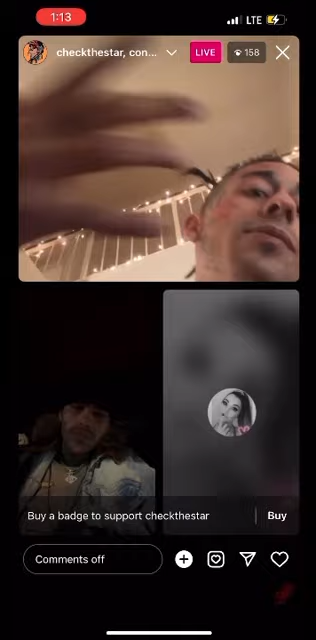 1:13
LTE
checkthestar, con...
LIVE
158
Buy a badge to support checkthestar
Buy
Comments off